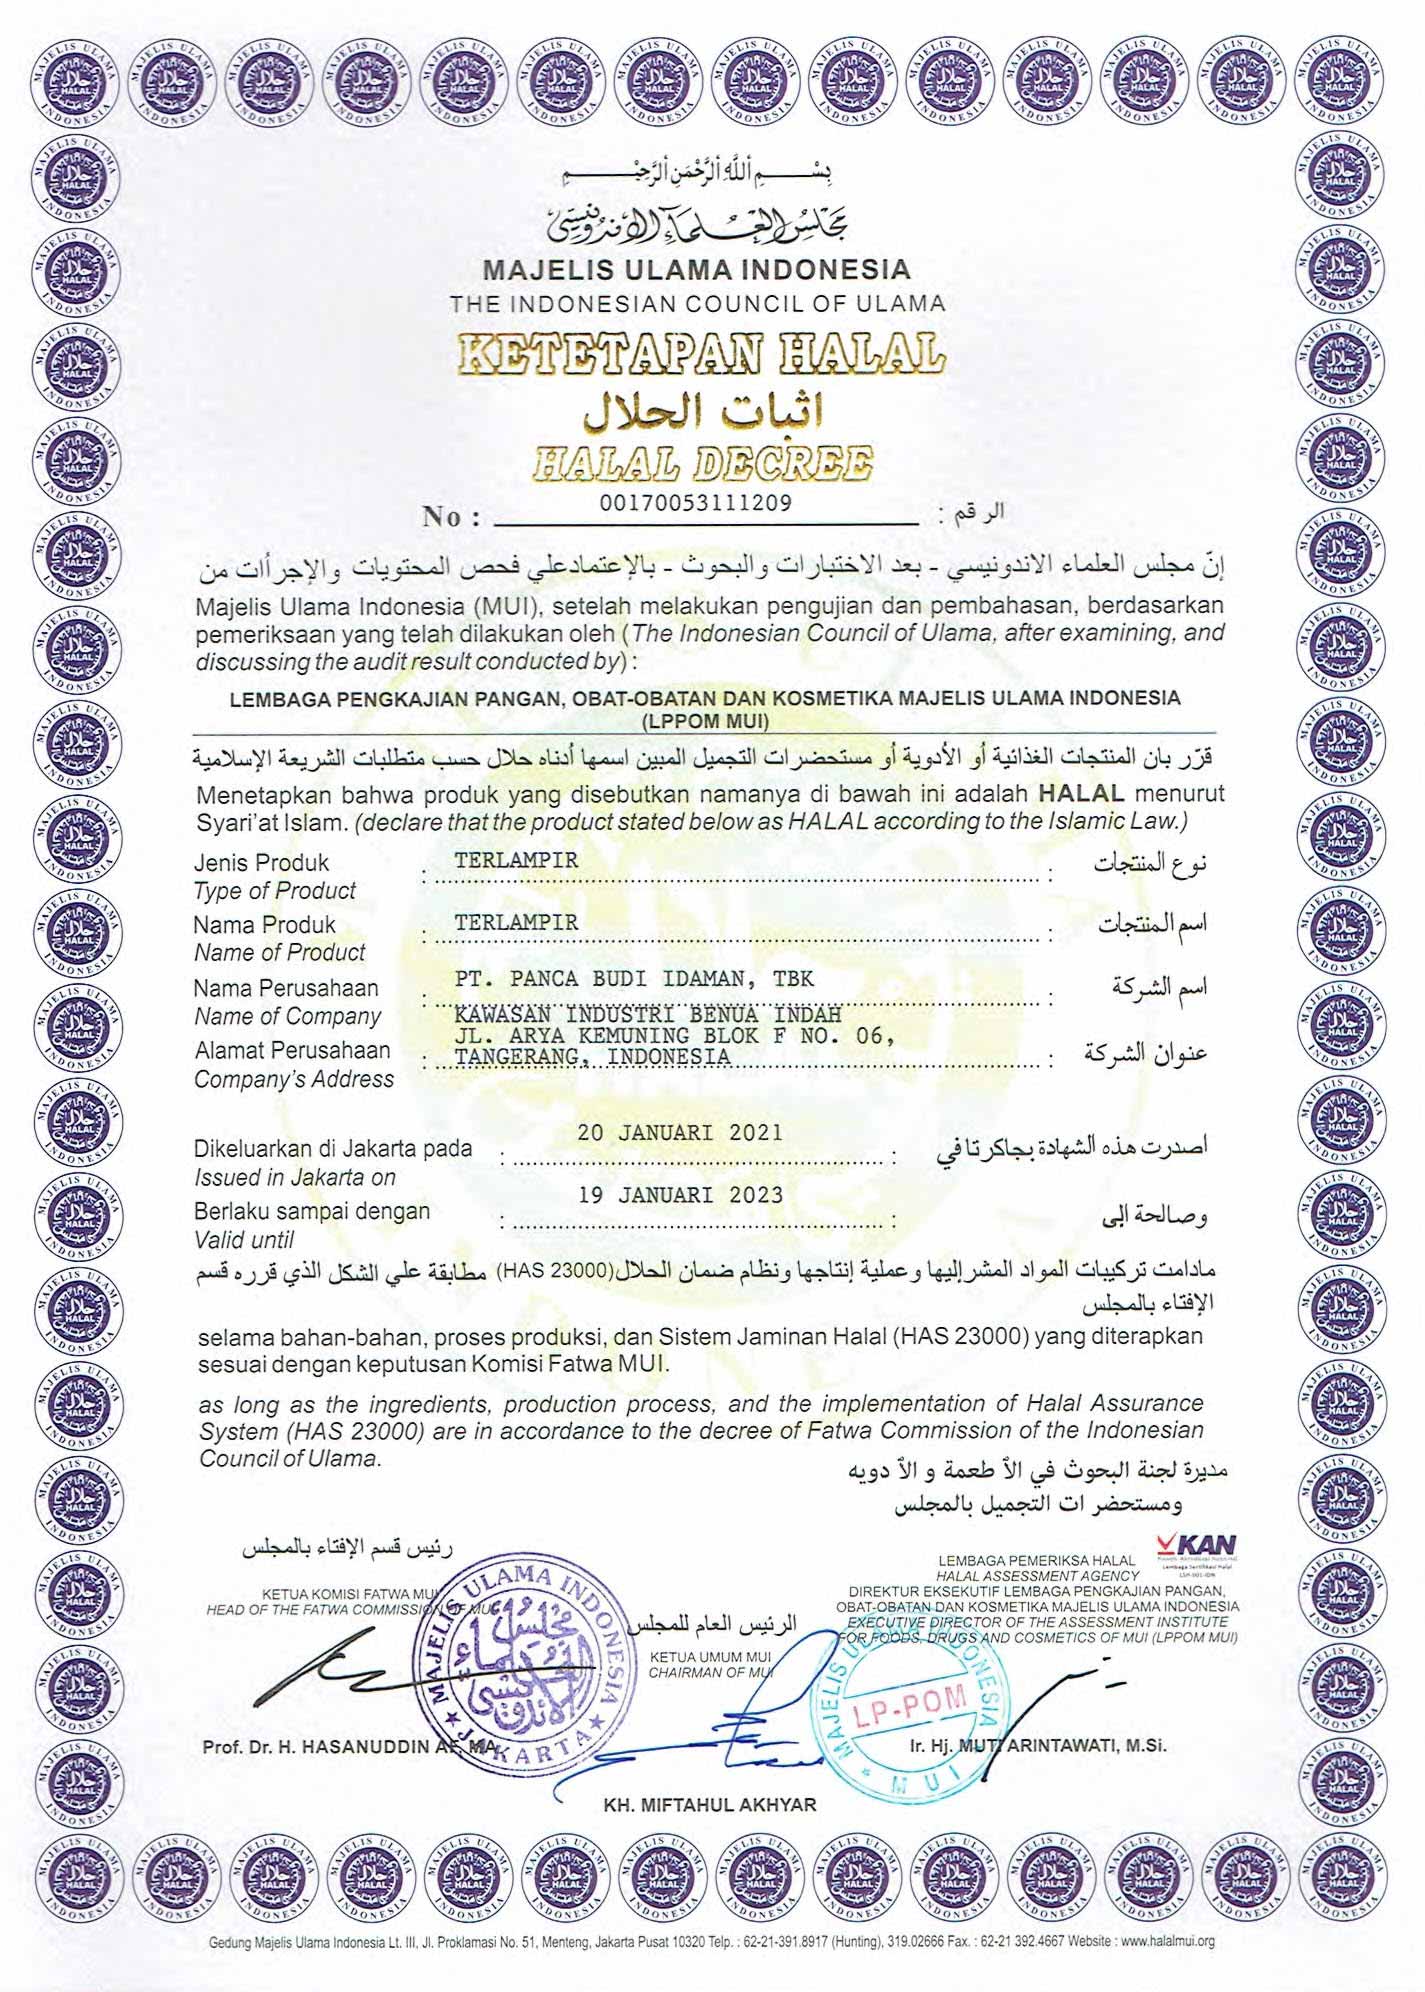 بِسْــــــمِ اللَّهِ الرَّحْمَنِ الرَّحِيْـــــــمِ
مَجْلِسُ العُـلَمَاءِ الأَنْدُونِيْسِى
MAJELIS ULAMA INDONESIA
THE INDONESIAN COUNCIL OF ULAMA
KETETAPAN HALAL
اثبات الحلال
HALAL DECREE
No : 00170053111209 الرقم :
إنّ مجلس العلماء الاندونيسي - بعد الاختبارات والبحوث - بالإعتمادعلي فحص المحتويات والإجرأات من
Majelis Ulama Indonesia (MUI), setelah melakukan pengujian dan pembahasan, berdasarkan
pemeriksaan yang telah dilakukan oleh (The Indonesian Council of Ulama, after examining, and
discussing the audit result conducted by) :
LEMBAGA PENGKAJIAN PANGAN, OBAT-OBATAN DAN KOSMETIKA MAJELIS ULAMA INDONESIA
(LPPOM MUI)
قرّر بان المنتجات الغذائية أو الأدوية أو مستحضرات التجميل المبين اسمها أدناه حلال حسب متطلبات الشريعة الإسلامية
Menetapkan bahwa produk yang disebutkan namanya di bawah ini adalah HALAL menurut
Syari'at Islam. (declare that the product stated below as HALAL according to the Islamic Law.)
Jenis Produk : TERLAMPIR : نوع المنتجات
Type of Product
Nama Produk : TERLAMPIR : اسم المنتجات
Name of Product
Nama Perusahaan : PT. PANCA BUDI IDAMAN, TBK : اسم الشركة
Name of Company
KAWASAN INDUSTRI BENUA INDAH
JL. ARYA KEMUNING BLOK F NO. 06,
Alamat Perusahaan : TANGERANG, INDONESIA : عنوان الشركة
Company's Address
Dikeluarkan di Jakarta pada : 20 JANUARI 2021 : اصدرت هذه الشهادة بجاكرتا في
Issued in Jakarta on
Berlaku sampai dengan : 19 JANUARI 2023 : وصالحة إلى
Valid until
مادامت تركيبات المواد المشر إليها وعملية إنتاجها ونظام ضمان الحلال(HAS 23000) مطابقة علي الشكل الذي قرره قسم
الإفتاء بالمجلس
selama bahan-bahan, proses produksi, dan Sistem Jaminan Halal (HAS 23000) yang diterapkan
sesuai dengan keputusan Komisi Fatwa MUI.
as long as the ingredients, production process, and the implementation of Halal Assurance
System (HAS 23000) are in accordance to the decree of Fatwa Commission of the Indonesian
Council of Ulama.
مديرة لجنة البحوث في الأ طعمة و الأ دويه
ومستحضر ات التجميل بالمجلس
رئيس قسم الإفتاء بالمجلس
KETUA KOMISI FATWA MUI
HEAD OF THE FATWA COMMISSION OF MUI
MAJELIS ULAMA INDONESIA
JAKARTA
Prof. Dr. H. HASANUDDIN AF, MA
الرئيس العام للمجلس
KETUA UMUM MUI
CHAIRMAN OF MUI
KH. MIFTAHUL AKHYAR
KAN
Komite Akreditasi Nasional
Lembaga Sertifikasi Halal
LEMBAGA PEMERIKSA HALAL
HALAL ASSESSMENT AGENCY
DIREKTUR EKSEKUTIF LEMBAGA PENGKAJIAN PANGAN,
OBAT-OBATAN DAN KOSMETIKA MAJELIS ULAMA INDONESIA
EXECUTIVE DIRECTOR OF THE ASSESSMENT INSTITUTE
FOR FOODS, DRUGS AND COSMETICS OF MUI (LPPOM MUI)
MAJELIS ULAMA INDONESIA
LP-POM
MUI
Ir. Hj. MUTI ARINTAWATI, M.Si.
Gedung Majelis Ulama Indonesia Lt. III, Jl. Proklamasi No. 51, Menteng, Jakarta Pusat 10320 Telp. : 62-21-391.8917 (Hunting), 319.02666 Fax. : 62-21 392.4667 Website : www.halalmui.org